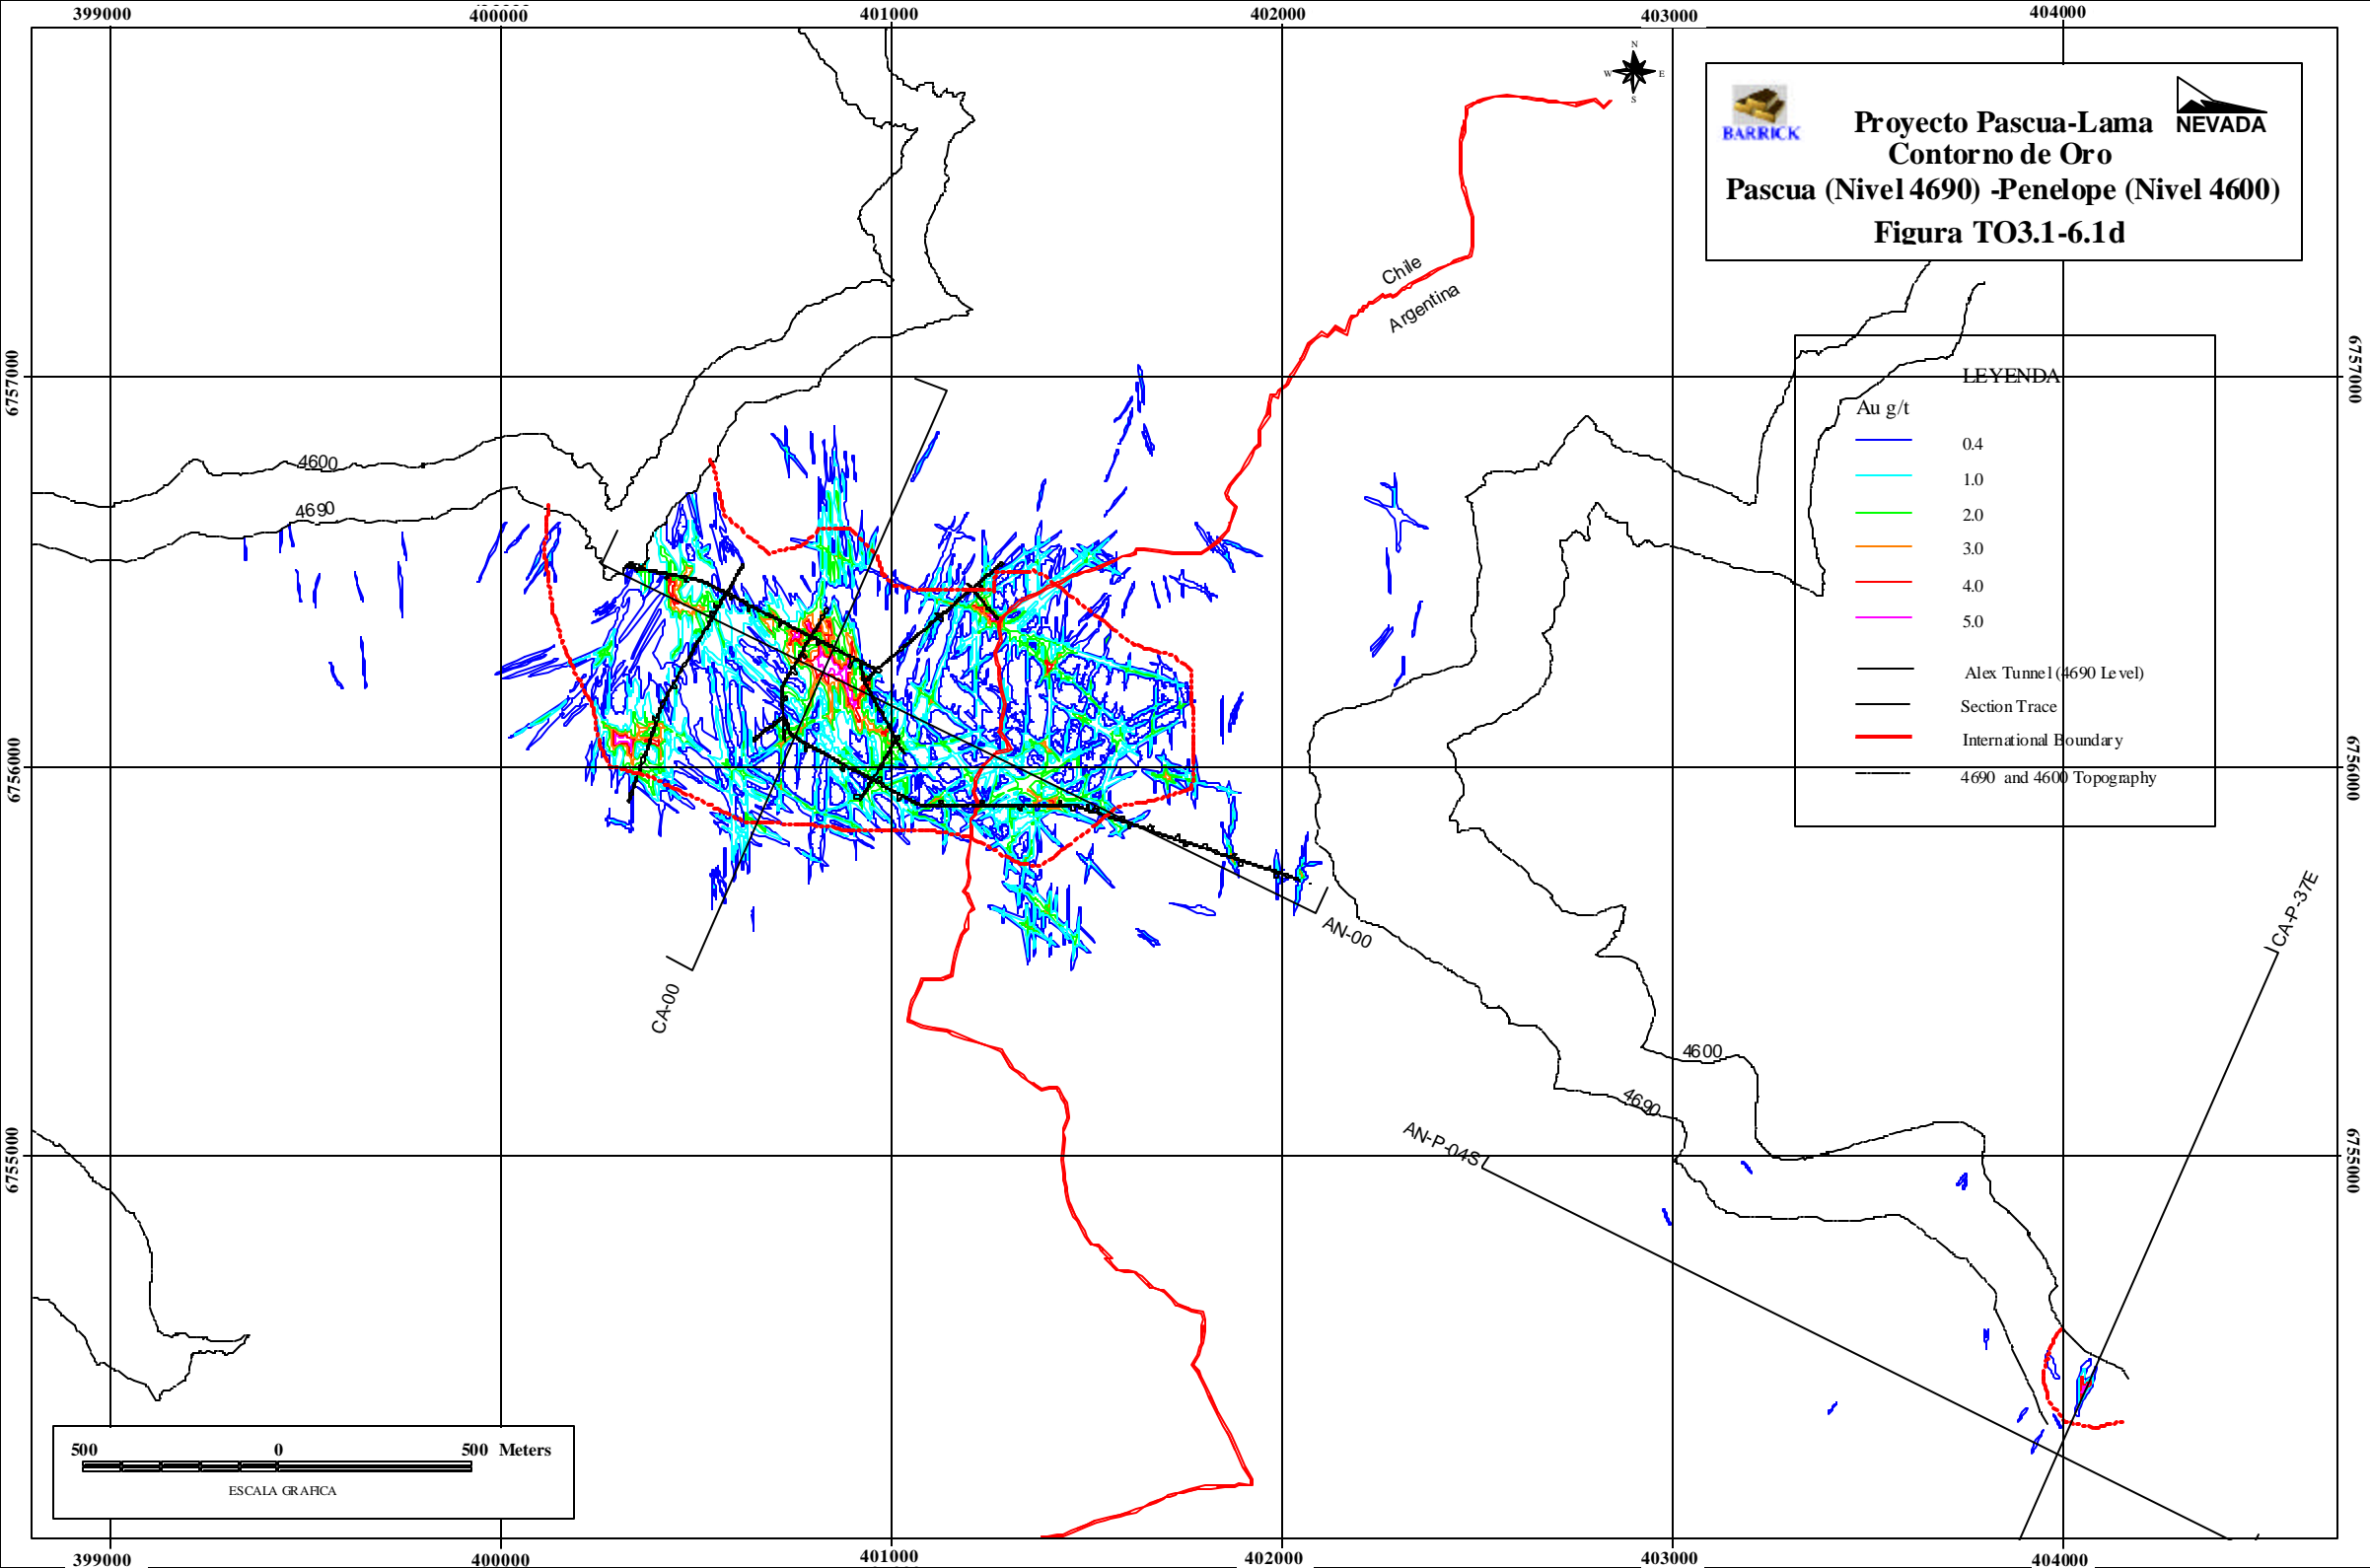 399000
400000
401000
402000
403000
404000
N
W
E
S
BARRICK
NEVADA
Proyecto Pascua-Lama
Contorno de Oro
Pascua (Nivel 4690) -Penelope (Nivel 4600)
Figura TO3.1-6.1d
Chile
Argentina
6757000
6757000
LEYENDA
Au g/t
0.4
1.0
2.0
3.0
4.0
5.0
Alex Tunnel (4690 Level)
Section Trace
International Boundary
4690 and 4600 Topography
4600
4690
6756000
6756000
CA-P-37E
AN-00
CA-00
4600
4690
AN-P-04S
6755000
6755000
500 0 500 Meters
ESCALA GRAFICA
399000
400000
401000
402000
403000
404000